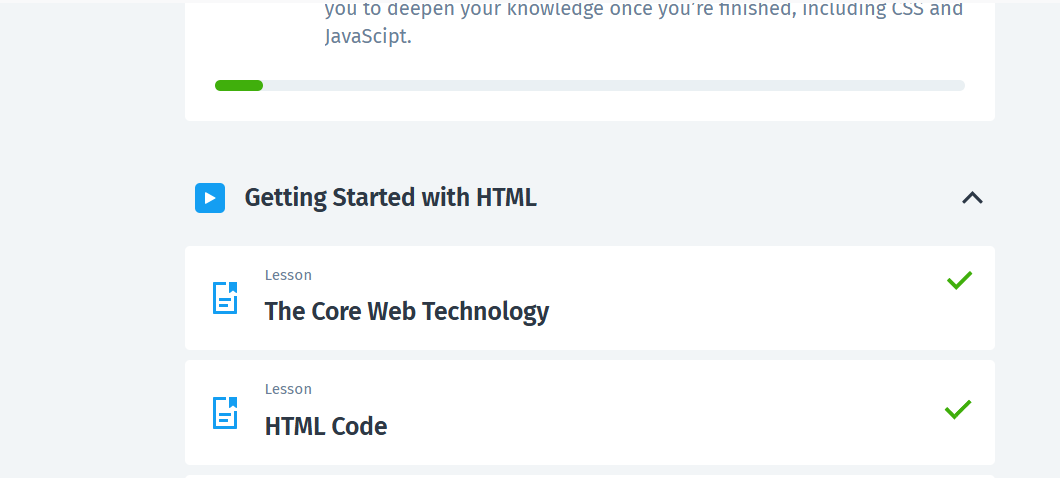 you to deepen your knowledge once you're finished, including CSS and
JavaScipt.
Getting Started with HTML
Lesson
The Core Web Technology
Lesson
HTML Code